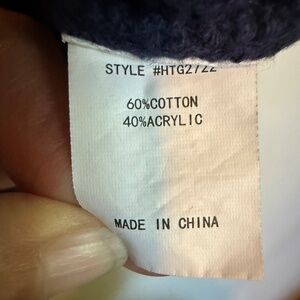 STYLE #HTG2722
60%COTTON
40%ACRYLIC
MADE IN CHINA